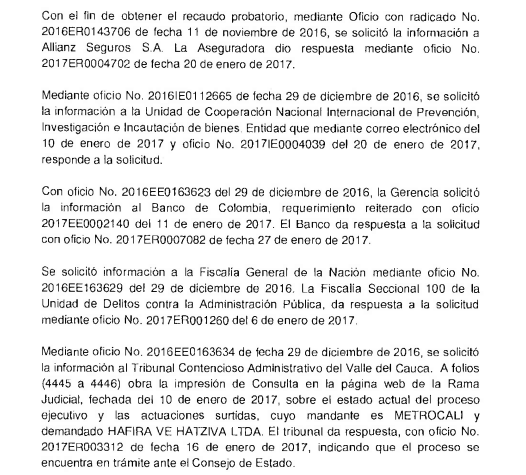 Con el fin de obtener el recaudo probatorio, mediante Oficio con radicado No.
2016ER0143706 de fecha 11 de noviembre de 2016, se solicitó la información a
Allianz Seguros S.A. La Aseguradora dio respuesta mediante oficio No.
2017ER0004702 de fecha 20 de enero de 2017.
Mediante oficio No. 2016IE0112665 de fecha 29 de diciembre de 2016, se solicitó
la información a la Unidad de Cooperación Nacional Internacional de Prevención,
Investigación e Incautación de bienes. Entidad que mediante correo electrónico del
10 de enero de 2017 y oficio No. 2017IE0004039 del 20 de enero de 2017,
responde a la solicitud.
Con oficio No. 2016EE0163623 del 29 de diciembre de 2016, la Gerencia solicitó
la información al Banco de Colombia, requerimiento reiterado con oficio
2017EE0002140 del 11 de enero de 2017. El Banco da respuesta a la solicitud
con oficio No. 2017ER0007082 de fecha 27 de enero de 2017.
Se solicitó información a la Fiscalía General de la Nación mediante oficio No.
2016EE163629 del 29 de diciembre de 2016. La Fiscalía Seccional 100 de la
Unidad de Delitos contra la Administración Pública, da respuesta a la solicitud
mediante oficio No. 2017ER001260 del 6 de enero de 2017.
Mediante oficio No. 2016EE0163634 de fecha 29 de diciembre de 2016, se solicitó
la información al Tribunal Contencioso Administrativo del Valle del Cauca. A folios
(4445 a 4446) obra la impresión de Consulta en la página web de la Rama
Judicial, fechada del 10 de enero de 2017, sobre el estado actual del proceso
ejecutivo y las actuaciones surtidas, cuyo mandante es METROCALI y
demandado HAFIRA VE HATZIVA LTDA. El tribunal da respuesta, con oficio No.
2017ER003312 de fecha 16 de enero de 2017, indicando que el proceso se
encuentra en trámite ante el Consejo de Estado.